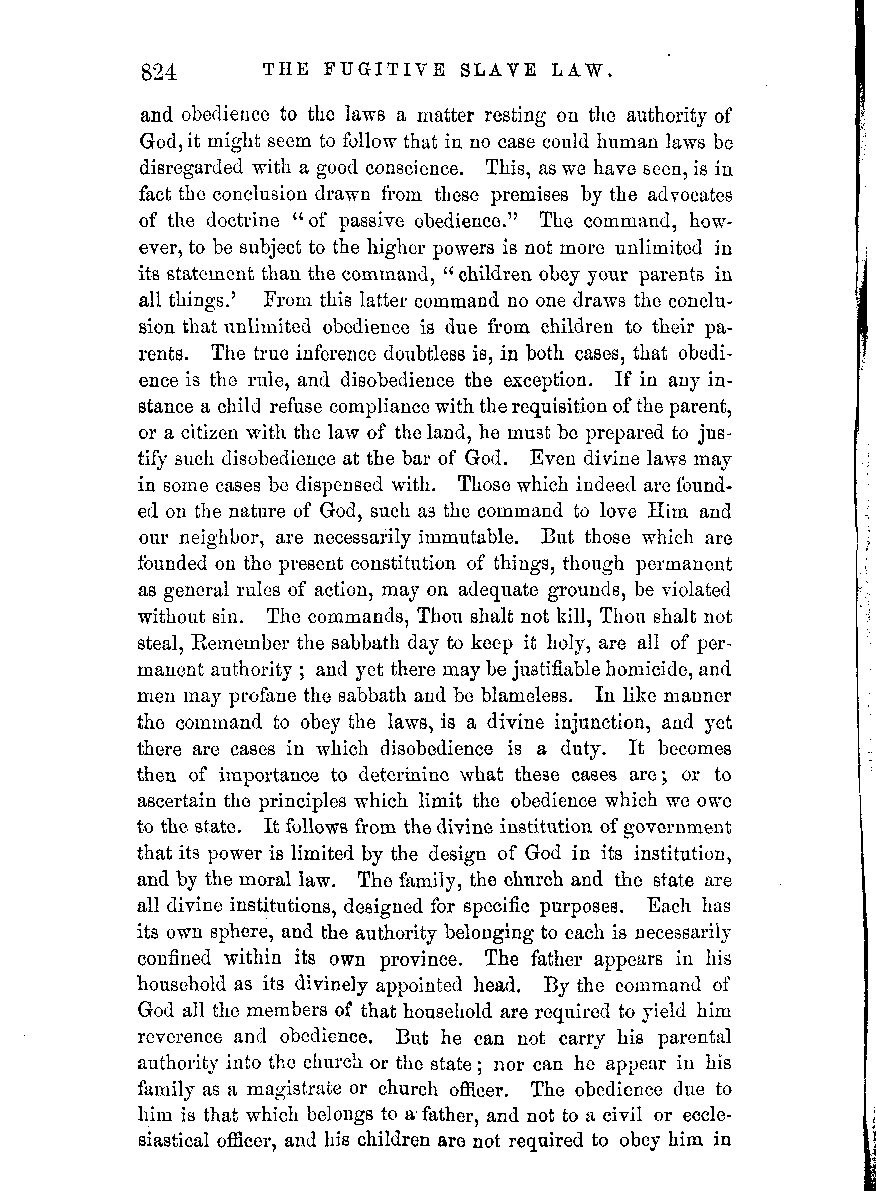 824 THE FUGITIVE SLAVE LAW.
and obedience to the laws a matter resting on the authority of
God, it might seem to follow that in no case could human laws be
disregarded with a good conscience. This, as we have seen, is in
fact the conclusion drawn from these premises by the advocates
of the doctrine “of passive obedience.” The command, how-
ever, to be subject to the higher powers is not more unlimited in
its statement than the command, “children obey your parents in
all things.’ From this latter command no one draws the conclu-
sion that unlimited obedience is due from children to their pa-
rents. The true inference doubtless is, in both cases, that obedi-
ence is the rule, and disobedience the exception. If in any in-
stance a child refuse compliance with the requisition of the parent,
or a citizen with the law of the land, he must be prepared to jus-
tify such disobedience at the bar of God. Even divine laws may
in some cases be dispensed with. Those which indeed are found-
ed on the nature of God, such as the command to love Him and
our neighbor, are necessarily immutable. But those which are
founded on the present constitution of things, though permanent
as general rules of action, may on adequate grounds, be violated
without sin. The commands, Thou shalt not kill, Thou shalt not
steal, Remember the sabbath day to keep it holy, are all of per-
manent authority ; and yet there may be justifiable homicide, and
men may profane the sabbath and be blameless. In like manner
the command to obey the laws, is a divine injunction, and yet
there are cases in which disobedience is a duty. It becomes
then of importance to determine what these cases are; or to
ascertain the principles which limit the obedience which we owe
to the state. It follows from the divine institution of government
that its power is limited by the design of God in its institution,
and by the moral law. The family, the church and the state are
all divine institutions, designed for specific purposes. Each has
its own sphere, and the authority belonging to each is necessarily
confined within its own province. The father appears in his
household as its divinely appointed head. By the command of
God all the members of that household are required to yield him
reverence and obedience. But he can not carry his parental
authority into the church or the state; nor can he appear in his
family as a magistrate or church officer. The obedience due to
him is that which belongs to a father, and not to a civil or eccle-
siastical officer, and his children are not required to obey him in